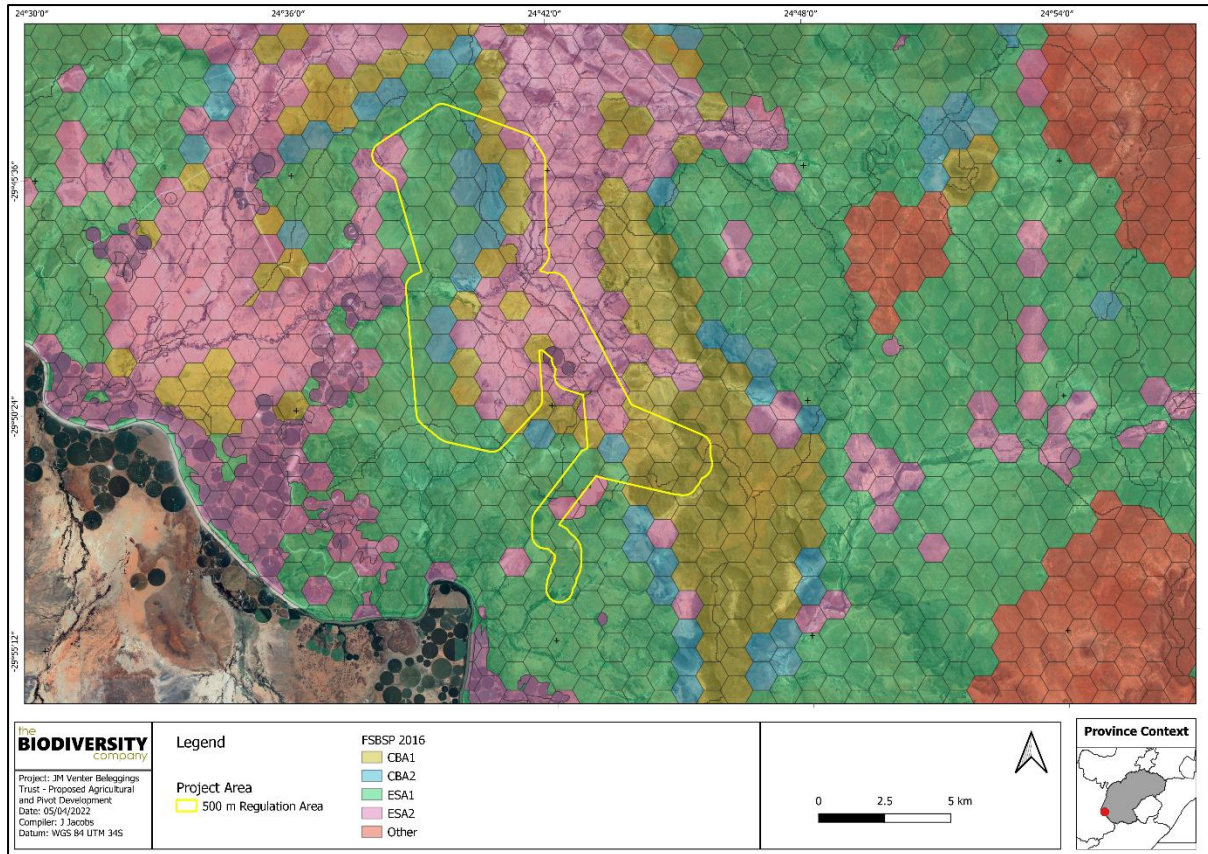 24°30'0"
24°36'0"
24°42'0"
24°48'0"
24°54'0"
-29°45'36"
-29°50'24"
-29°55'12"
the
BIODIVERSITY
company
Project: JM Venter Beleggings
Trust - Proposed Agricultural
and Pivot Development
Date: 05/04/2022
Compiler: J Jacobs
Datum: WGS 84 UTM 34S
Legend
Project Area
500 m Regulation Area
FSBSP 2016
CBA1
CBA2
ESA1
ESA2
Other
0 2.5 5 km
Province Context